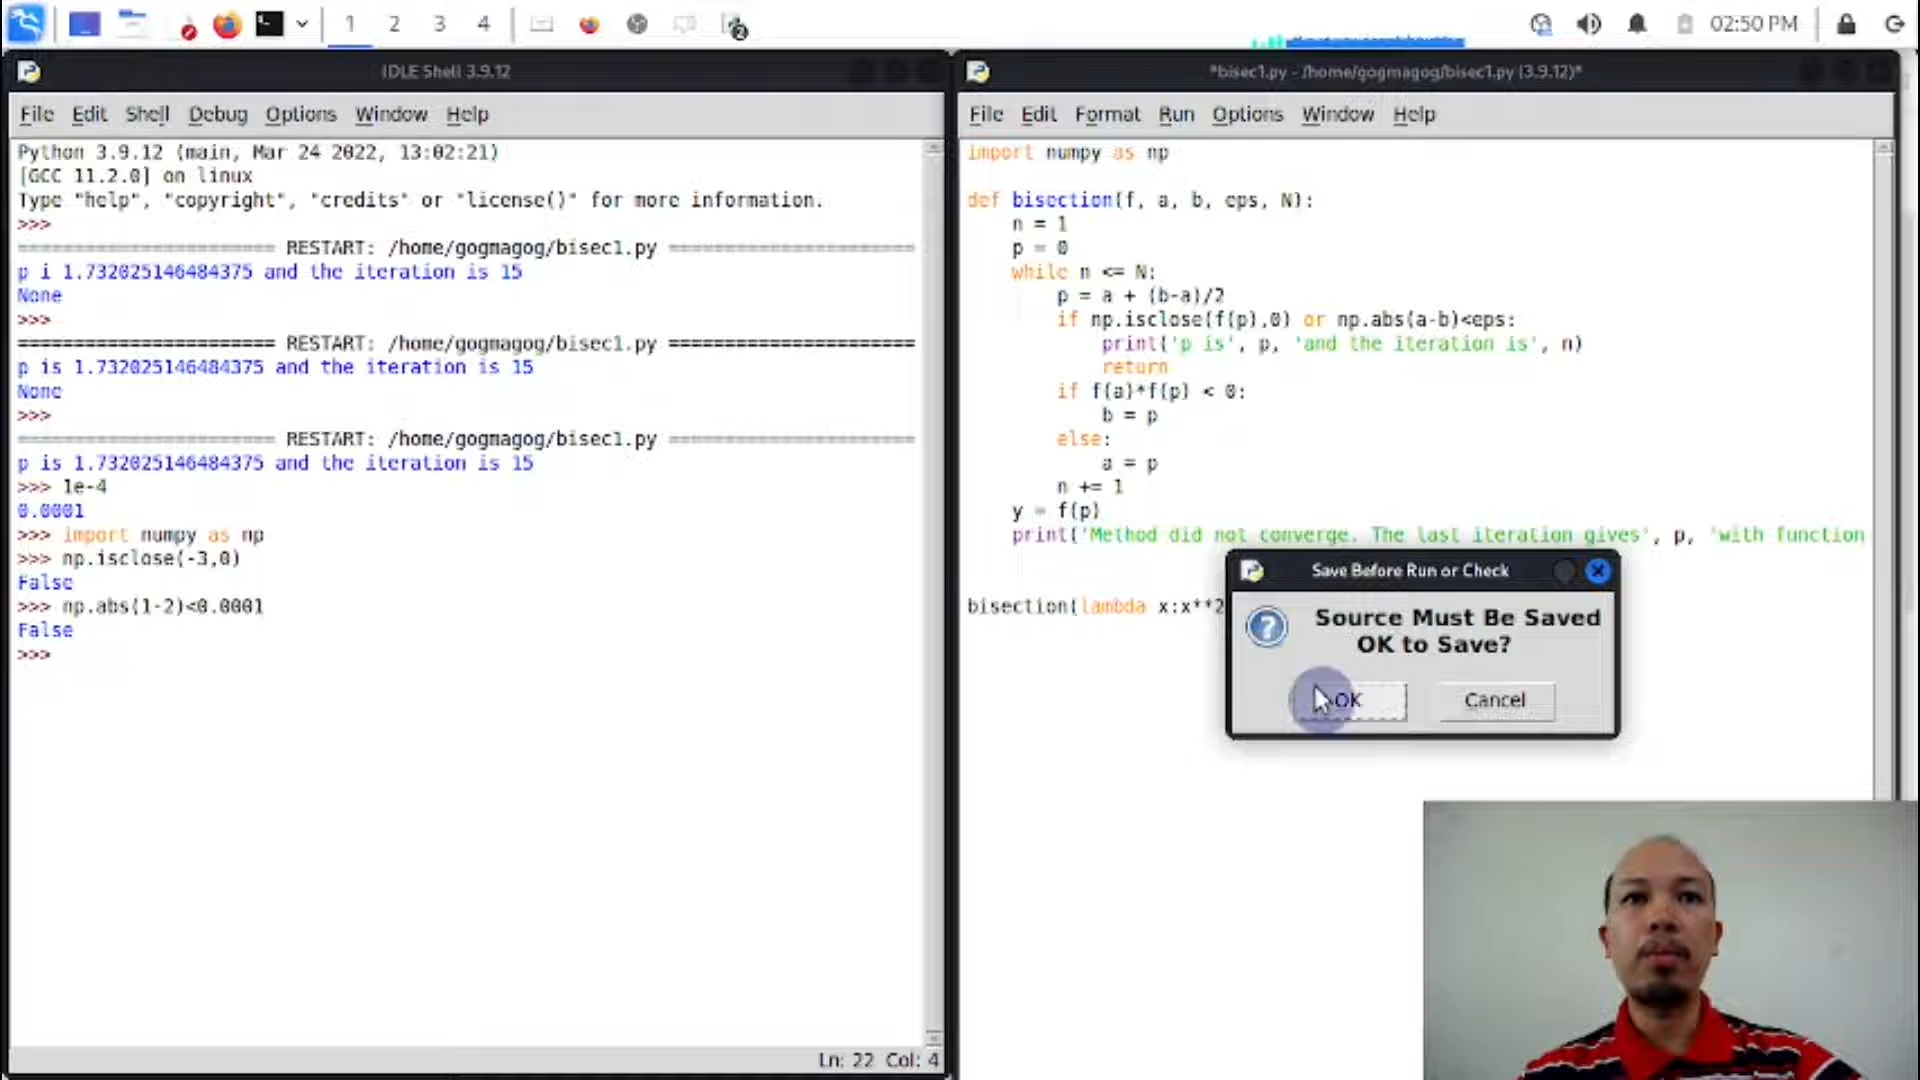 1 2 3 4 02:50 PM
IDLE Shell 3.9.12
File Edit Shell Debug Options Window Help
Python 3.9.12 (main, Mar 24 2022, 13:02:21)
[GCC 11.2.0] on linux
Type "help", "copyright", "credits" or "license()" for more information.
>>>
======================= RESTART: /home/gogmagog/bisec1.py ======================
p i 1.732025146484375 and the iteration is 15
None
>>>
======================= RESTART: /home/gogmagog/bisec1.py ======================
p is 1.732025146484375 and the iteration is 15
None
>>>
======================= RESTART: /home/gogmagog/bisec1.py ======================
p is 1.732025146484375 and the iteration is 15
>>> 1e-4
0.0001
>>> import numpy as np
>>> np.isclose(-3,0)
False
>>> np.abs(1-2)<0.0001
False
>>>
Ln: 22 Col: 4
*bisec1.py - /home/gogmagog/bisec1.py (3.9.12)*
File Edit Format Run Options Window Help
import numpy as np
def bisection(f, a, b, eps, N):
n = 1
p = 0
while n <= N:
p = a + (b-a)/2
if np.isclose(f(p),0) or np.abs(a-b)<eps:
print('p is', p, 'and the iteration is', n)
return
if f(a)*f(p) < 0:
b = p
else:
a = p
n += 1
y = f(p)
print('Method did not converge. The last iteration gives', p, 'with function
bisection(lambda x:x**2
Save Before Run or Check
Source Must Be Saved
OK to Save?
OK Cancel